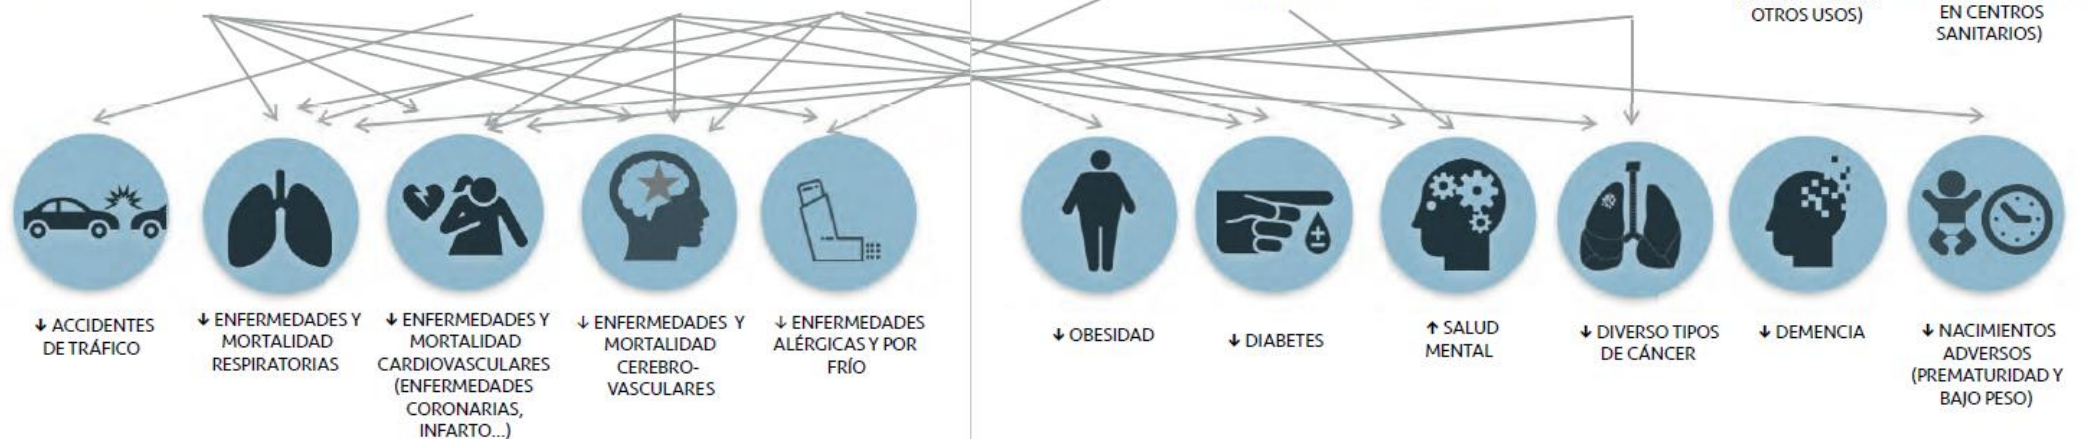 OTROS USOS)
EN CENTROS
SANITARIOS)
↓ ACCIDENTES
DE TRÁFICO
↓ ENFERMEDADES Y
MORTALIDAD
RESPIRATORIAS
↓ ENFERMEDADES Y
MORTALIDAD
CARDIOVASCULARES
(ENFERMEDADES
CORONARIAS,
INFARTO...)
↓ ENFERMEDADES Y
MORTALIDAD
CEREBRO-
VASCULARES
↓ ENFERMEDADES
ALÉRGICAS Y POR
FRÍO
↓ OBESIDAD
↓ DIABETES
↑ SALUD
MENTAL
↓ DIVERSO TIPOS
DE CÁNCER
↓ DEMENCIA
↓ NACIMIENTOS
ADVERSOS
(PREMATURIDAD Y
BAJO PESO)